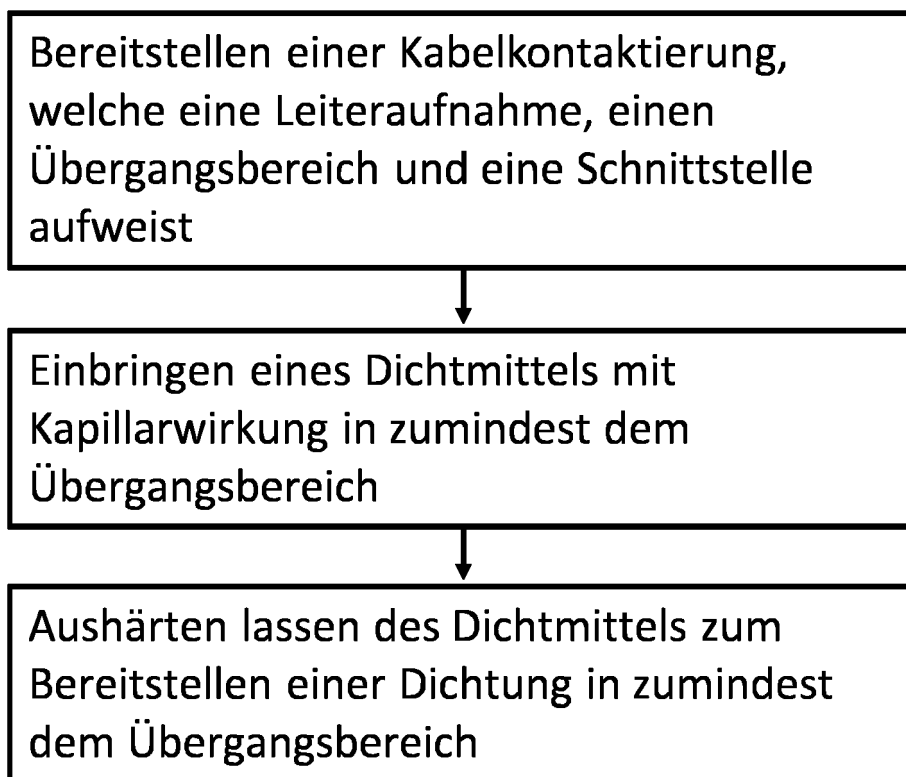 Bereitstellen einer Kabelkontaktierung,
welche eine Leiteraufnahme, einen
Übergangsbereich und eine Schnittstelle
aufweist
Einbringen eines Dichtmittels mit
Kapillarwirkung in zumindest dem
Übergangsbereich
Aushärten lassen des Dichtmittels zum
Bereitstellen einer Dichtung in zumindest
dem Übergangsbereich